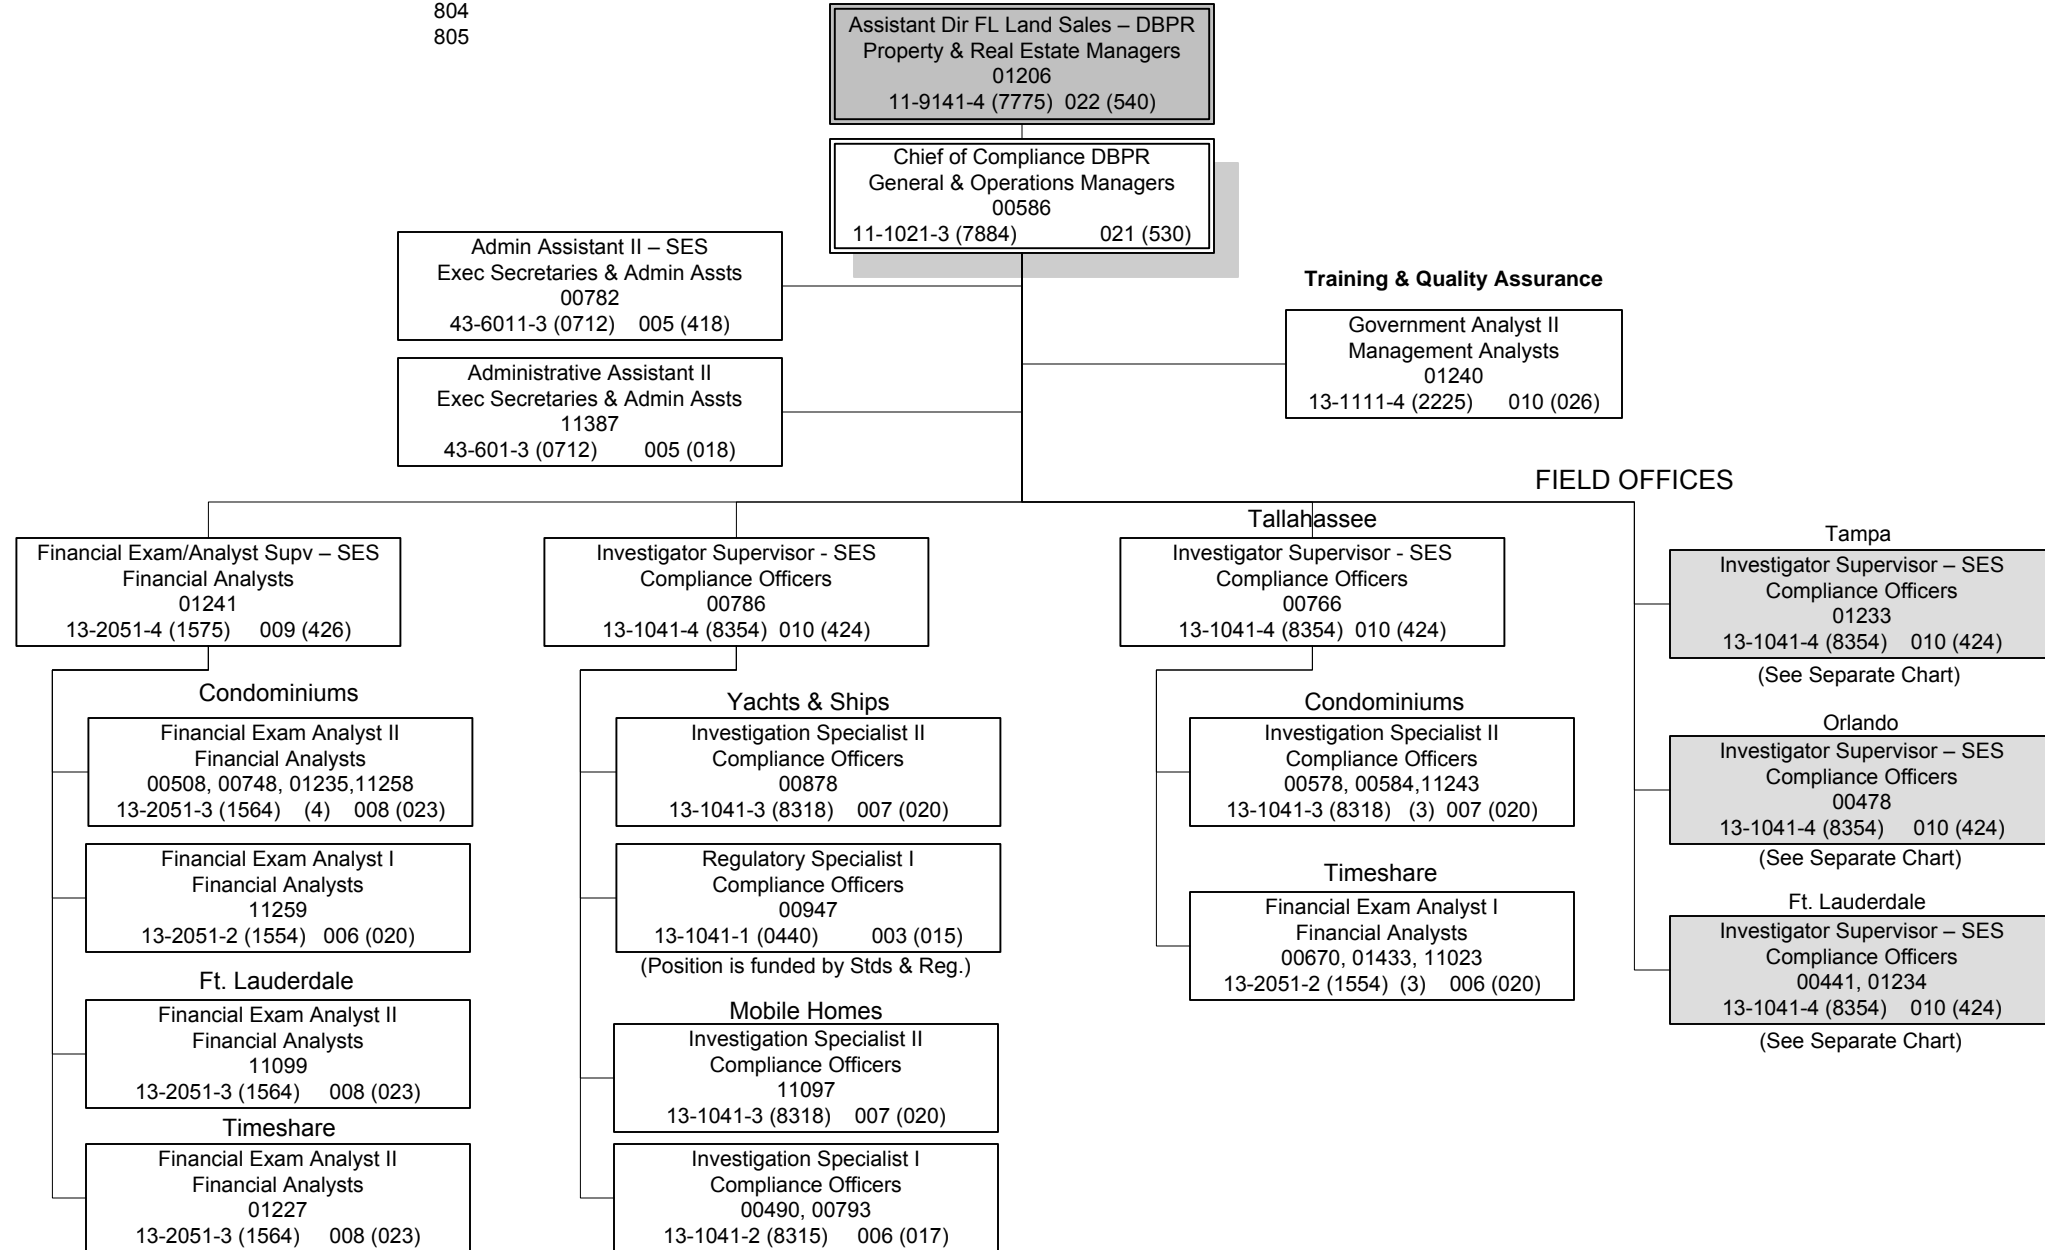 804
805
Assistant Dir FL Land Sales – DBPR
Property & Real Estate Managers
01206
11-9141-4 (7775) 022 (540)
Chief of Compliance DBPR
General & Operations Managers
00586
11-1021-3 (7884) 021 (530)
Admin Assistant II – SES
Exec Secretaries & Admin Assts
00782
43-6011-3 (0712) 005 (418)
Administrative Assistant II
Exec Secretaries & Admin Assts
11387
43-601-3 (0712) 005 (018)
Training & Quality Assurance
Government Analyst II
Management Analysts
01240
13-1111-4 (2225) 010 (026)
FIELD OFFICES
Financial Exam/Analyst Supv – SES
Financial Analysts
01241
13-2051-4 (1575) 009 (426)
Condominiums
Financial Exam Analyst II
Financial Analysts
00508, 00748, 01235,11258
13-2051-3 (1564) (4) 008 (023)
Financial Exam Analyst I
Financial Analysts
11259
13-2051-2 (1554) 006 (020)
Ft. Lauderdale
Financial Exam Analyst II
Financial Analysts
11099
13-2051-3 (1564) 008 (023)
Timeshare
Financial Exam Analyst II
Financial Analysts
01227
13-2051-3 (1564) 008 (023)
Investigator Supervisor - SES
Compliance Officers
00786
13-1041-4 (8354) 010 (424)
Yachts & Ships
Investigation Specialist II
Compliance Officers
00878
13-1041-3 (8318) 007 (020)
Regulatory Specialist I
Compliance Officers
00947
13-1041-1 (0440) 003 (015)
(Position is funded by Stds & Reg.)
Mobile Homes
Investigation Specialist II
Compliance Officers
11097
13-1041-3 (8318) 007 (020)
Investigation Specialist I
Compliance Officers
00490, 00793
13-1041-2 (8315) 006 (017)
Tallahassee
Investigator Supervisor - SES
Compliance Officers
00766
13-1041-4 (8354) 010 (424)
Condominiums
Investigation Specialist II
Compliance Officers
00578, 00584,11243
13-1041-3 (8318) (3) 007 (020)
Timeshare
Financial Exam Analyst I
Financial Analysts
00670, 01433, 11023
13-2051-2 (1554) (3) 006 (020)
Tampa
Investigator Supervisor – SES
Compliance Officers
01233
13-1041-4 (8354) 010 (424)
(See Separate Chart)
Orlando
Investigator Supervisor – SES
Compliance Officers
00478
13-1041-4 (8354) 010 (424)
(See Separate Chart)
Ft. Lauderdale
Investigator Supervisor – SES
Compliance Officers
00441, 01234
13-1041-4 (8354) 010 (424)
(See Separate Chart)